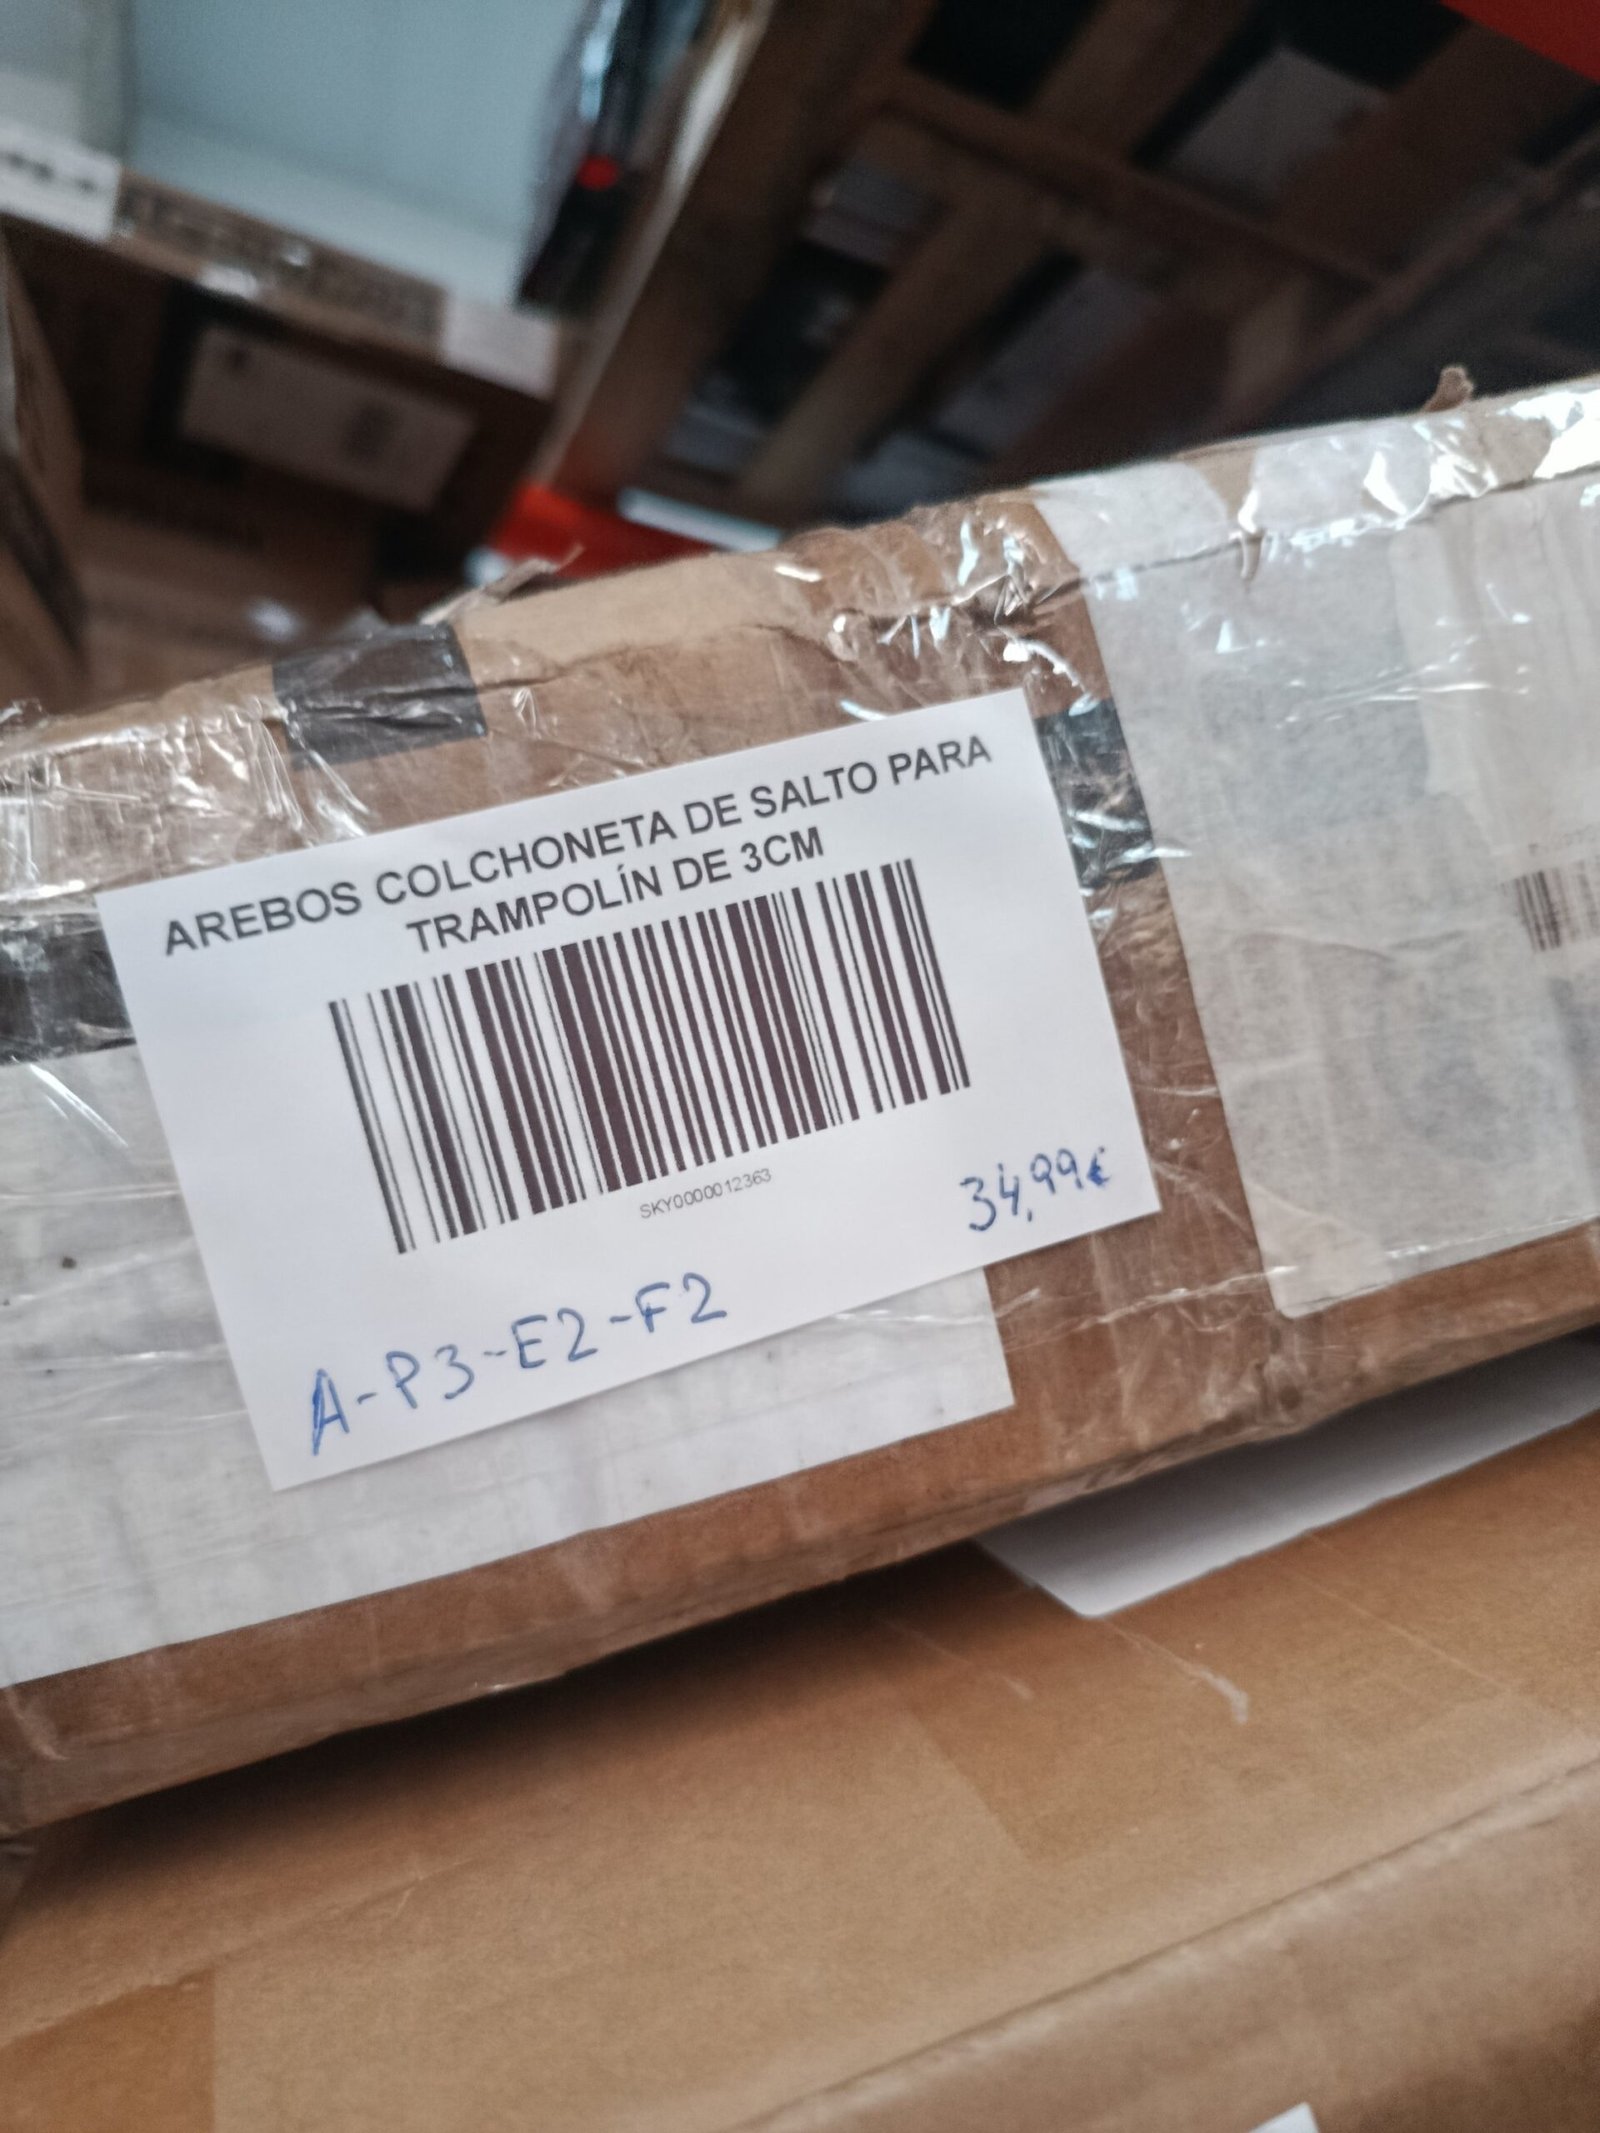 AREBOS COLCHONETA DE SALTO PARA
TRAMPOLÍN DE 3CM
SKY0000012363
34,99€
A-P3-E2-F2